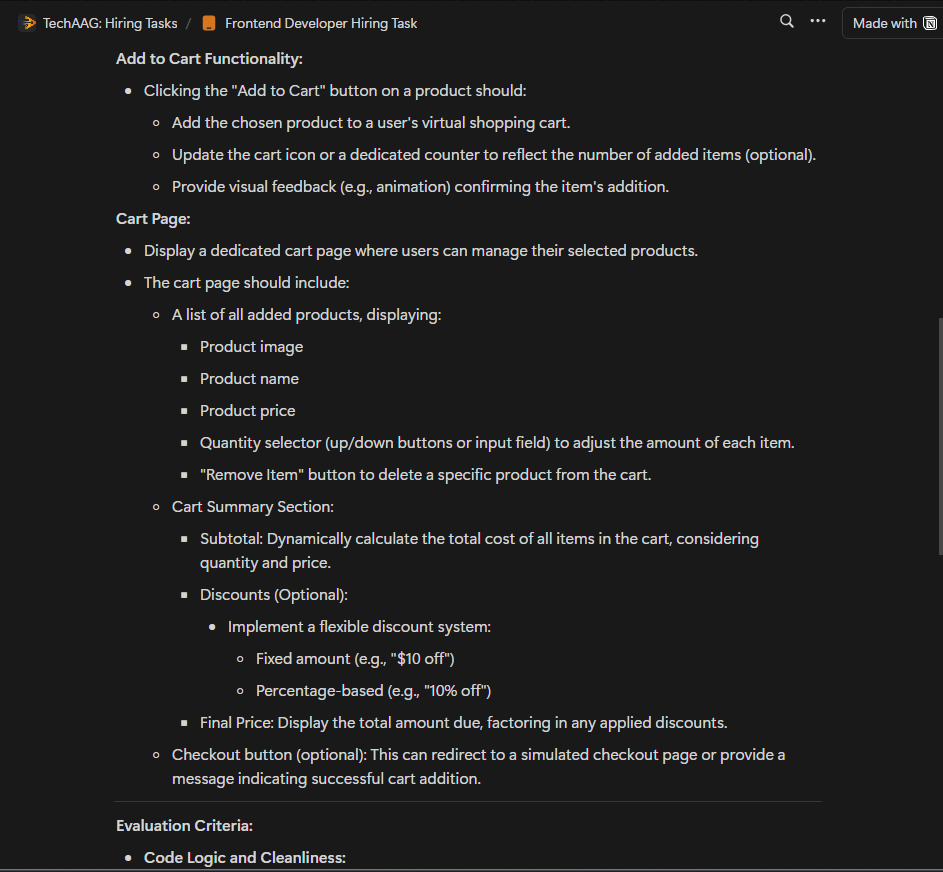 TechAAG: Hiring Tasks / Frontend Developer Hiring Task
Made with
Add to Cart Functionality:
Clicking the "Add to Cart" button on a product should:
Add the chosen product to a user's virtual shopping cart.
Update the cart icon or a dedicated counter to reflect the number of added items (optional).
Provide visual feedback (e.g., animation) confirming the item's addition.
Cart Page:
Display a dedicated cart page where users can manage their selected products.
The cart page should include:
A list of all added products, displaying:
Product image
Product name
Product price
Quantity selector (up/down buttons or input field) to adjust the amount of each item.
"Remove Item" button to delete a specific product from the cart.
Cart Summary Section:
Subtotal: Dynamically calculate the total cost of all items in the cart, considering
quantity and price.
Discounts (Optional):
Implement a flexible discount system:
Fixed amount (e.g., "$10 off")
Percentage-based (e.g., "10% off")
Final Price: Display the total amount due, factoring in any applied discounts.
Checkout button (optional): This can redirect to a simulated checkout page or provide a
message indicating successful cart addition.
Evaluation Criteria:
Code Logic and Cleanliness: